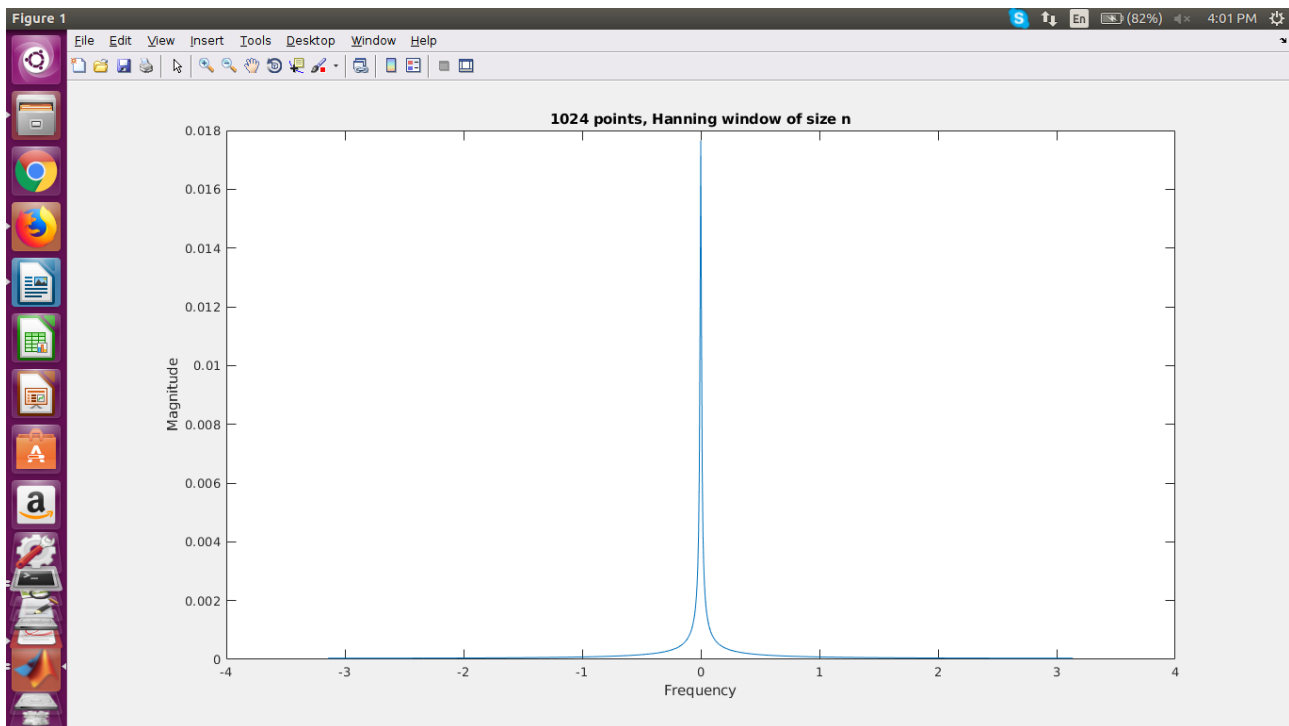 Figure 1
En (82%) 4:01 PM
File Edit View Insert Tools Desktop Window Help
1024 points, Hanning window of size n
0.018
0.016
0.014
0.012
0.01
0.008
0.006
0.004
0.002
0
Magnitude
-4 -3 -2 -1 0 1 2 3 4
Frequency